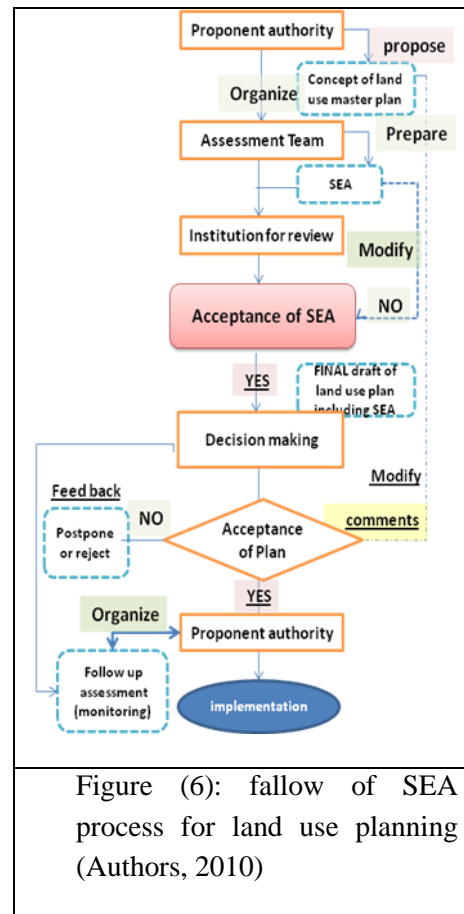 Proponent authority
propose
Organize
Concept of land
use master plan
Prepare
Assessment Team
SEA
Institution for review
Modify
NO
Acceptance of SEA
YES
FINAL draft of
land use plan
including SEA
Decision making
Feed back
Modify
Postpone
or reject
NO
Acceptance
of Plan
comments
YES
Organize
Proponent authority
Follow up
assessment
(monitoring)
implementation
Figure (6): fallow of SEA
process for land use planning
(Authors, 2010)